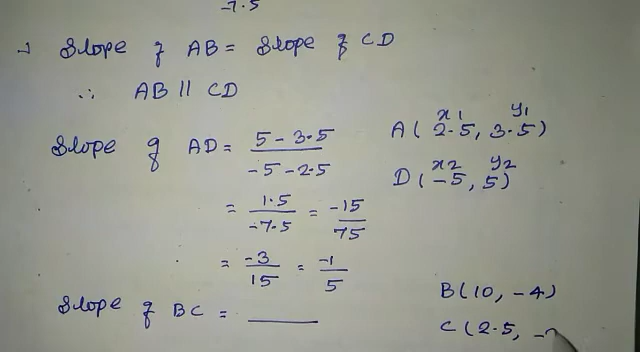 -7.5
→ Slope of AB = Slope of CD
∴ AB || CD
Slope of AD = 5 - 3.5 / -5 - 2.5
= 1.5 / -7.5 = -15 / 75
= -3 / 15 = -1 / 5
x1 y1
A(2.5, 3.5)
x2 y2
D(-5, 5)
Slope of BC = ____
B(10, -4)
C(2.5, -